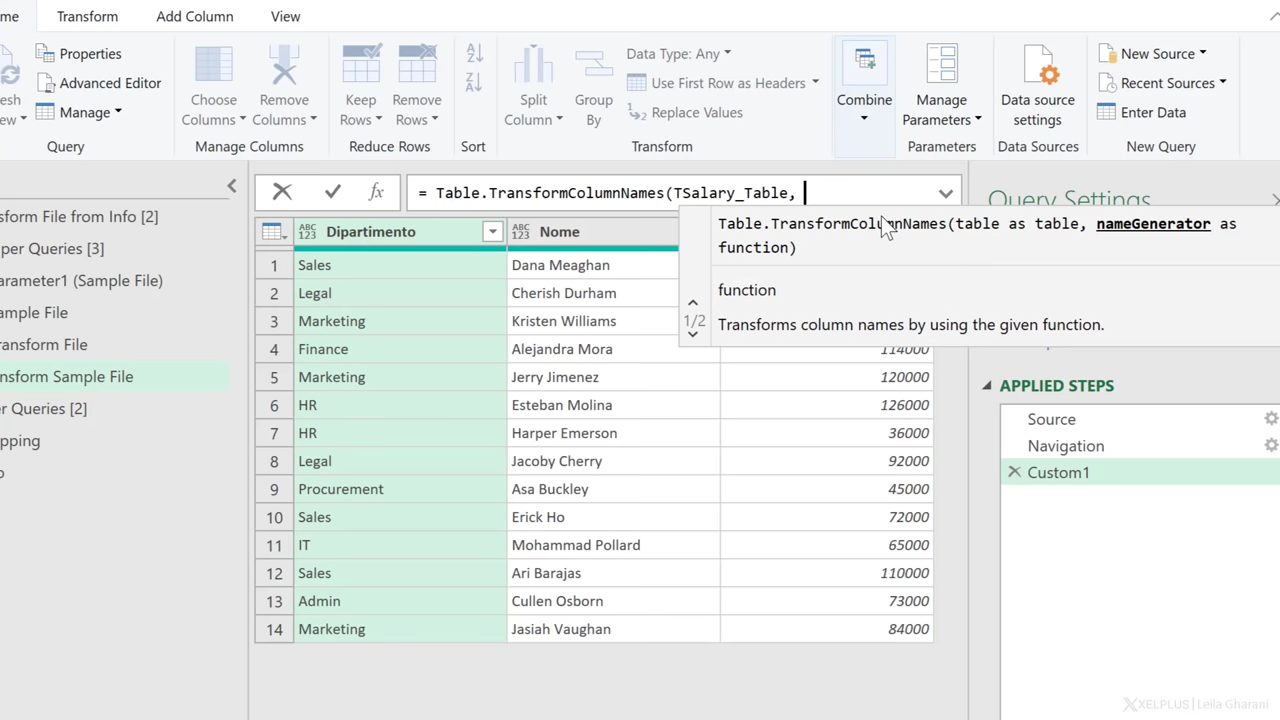 me Transform Add Column View
esh
ew
Properties
Advanced Editor
Manage
Query
Choose
Columns
Remove
Columns
Manage Columns
Keep
Rows
Remove
Rows
Reduce Rows
Sort
Split
Column
Group
By
Data Type: Any
Use First Row as Headers
Replace Values
Transform
Combine
Manage
Parameters
Parameters
Data source
settings
Data Sources
New Source
Recent Sources
Enter Data
New Query
sform File from Info [2]
per Queries [3]
arameter1 (Sample File)
ample File
ransform File
nsform Sample File
er Queries [2]
pping
o
fx = Table.TransformColumnNames(TSalary_Table,
Table.TransformColumnNames(table as table, nameGenerator as
function)
function
1/2
Transforms column names by using the given function.
ABC
123 Dipartimento ABC
123 Nome
1 Sales Dana Meaghan
2 Legal Cherish Durham
3 Marketing Kristen Williams
4 Finance Alejandra Mora 114000
5 Marketing Jerry Jimenez 120000
6 HR Esteban Molina 126000
7 HR Harper Emerson 36000
8 Legal Jacoby Cherry 92000
9 Procurement Asa Buckley 45000
10 Sales Erick Ho 72000
11 IT Mohammad Pollard 65000
12 Sales Ari Barajas 110000
13 Admin Cullen Osborn 73000
14 Marketing Jasiah Vaughan 84000
Query Settings
APPLIED STEPS
Source
Navigation
Custom1
XELPLUS | Leila Gharani